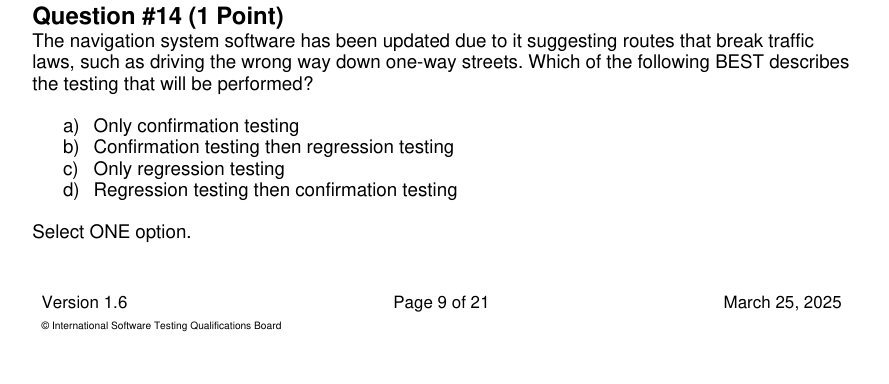 Question #14 (1 Point)
The navigation system software has been updated due to it suggesting routes that break traffic
laws, such as driving the wrong way down one-way streets. Which of the following BEST describes
the testing that will be performed?
a) Only confirmation testing
b) Confirmation testing then regression testing
c) Only regression testing
d) Regression testing then confirmation testing
Select ONE option.
Version 1.6 Page 9 of 21 March 25, 2025
© International Software Testing Qualifications Board